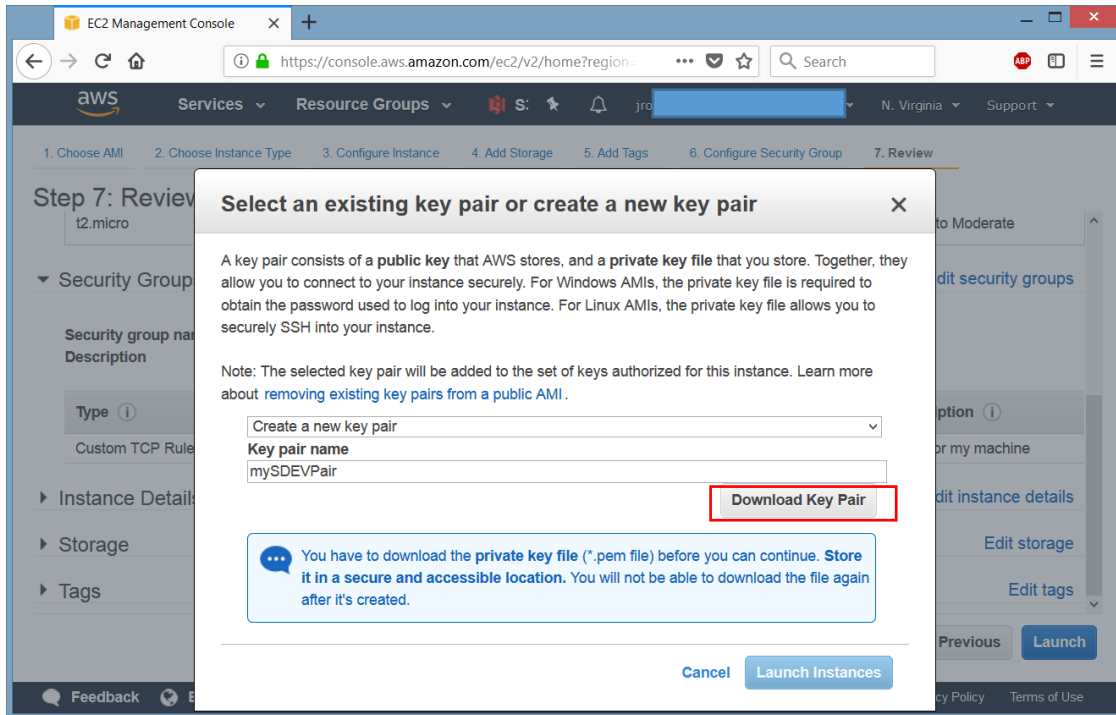 EC2 Management Console
https://console.aws.amazon.com/ec2/v2/home?region=
Search
ABP
aws
Services
Resource Groups
S:
jro
N. Virginia
Support
1. Choose AMI
2. Choose Instance Type
3. Configure Instance
4. Add Storage
5. Add Tags
6. Configure Security Group
7. Review
Step 7: Review
t2.micro
to Moderate
Select an existing key pair or create a new key pair
A key pair consists of a public key that AWS stores, and a private key file that you store. Together, they
allow you to connect to your instance securely. For Windows AMIs, the private key file is required to
obtain the password used to log into your instance. For Linux AMIs, the private key file allows you to
securely SSH into your instance.
Note: The selected key pair will be added to the set of keys authorized for this instance. Learn more
about removing existing key pairs from a public AMI.
Create a new key pair
Key pair name
mySDEVPair
Download Key Pair
You have to download the private key file (*.pem file) before you can continue. Store
it in a secure and accessible location. You will not be able to download the file again
after it's created.
Cancel
Launch Instances
Security Group
dit security groups
Security group nar
Description
Type
ption
Custom TCP Rule
or my machine
Instance Details
dit instance details
Storage
Edit storage
Tags
Edit tags
Previous
Launch
Feedback
E
cy Policy
Terms of Use